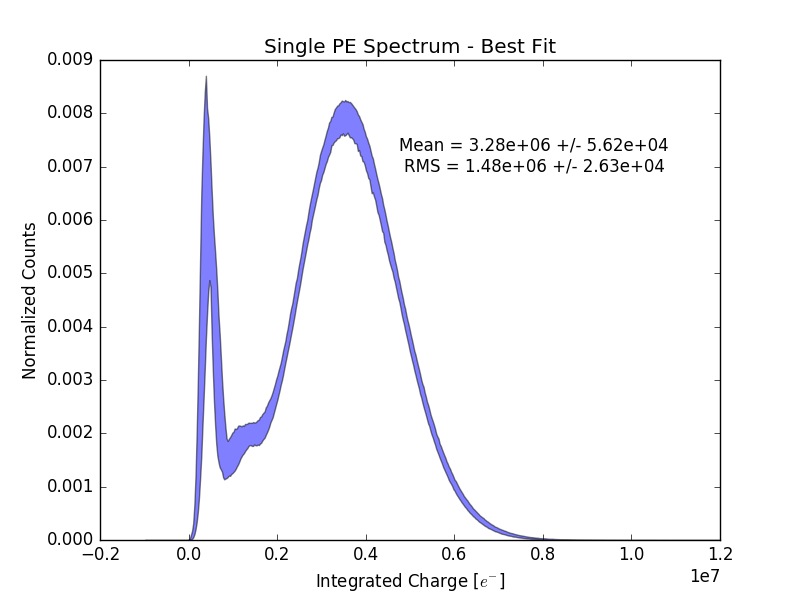 Single PE Spectrum - Best Fit
0.009
0.008
0.007
0.006
0.005
0.004
0.003
0.002
0.001
0.000
Normalized Counts
Mean = 3.28e+06 +/- 5.62e+04
RMS = 1.48e+06 +/- 2.63e+04
−0.2 0.0 0.2 0.4 0.6 0.8 1.0 1.2
1e7
Integrated Charge [e⁻]